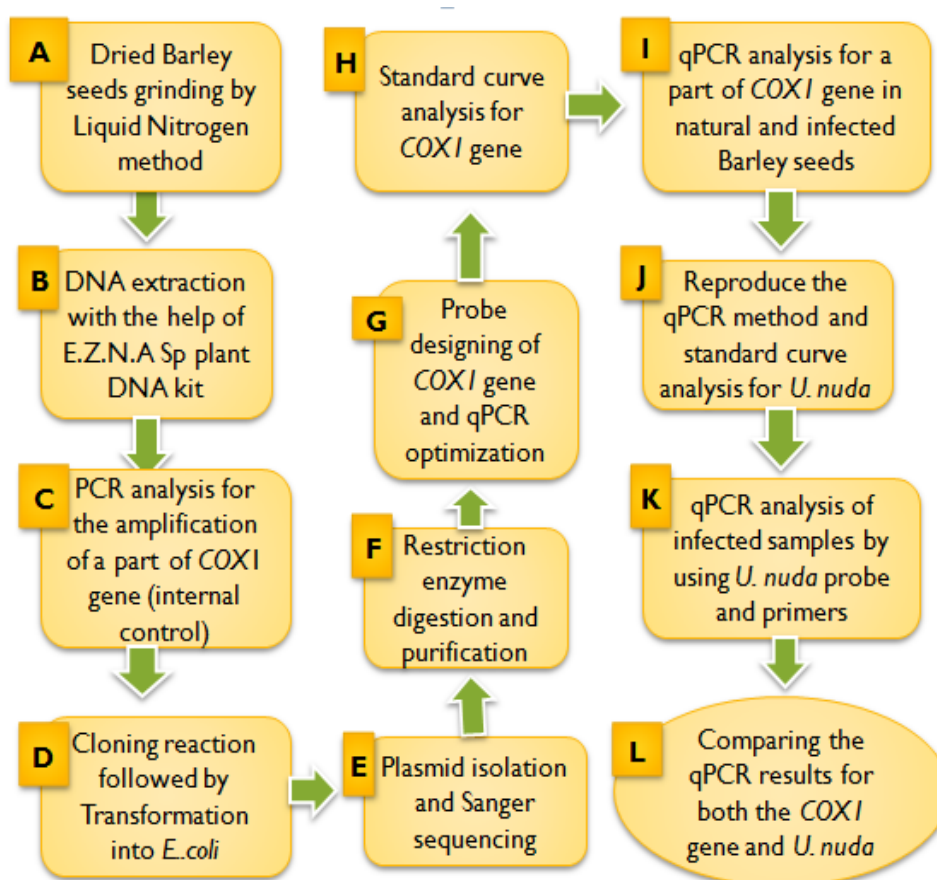 A
Dried Barley
seeds grinding by
Liquid Nitrogen
method
B
DNA extraction
with the help of
E.Z.N.A Sp plant
DNA kit
C
PCR analysis for
the amplification
of a part of COX1
gene (internal
control)
D
Cloning reaction
followed by
Transformation
into E.coli
E
Plasmid isolation
and Sanger
sequencing
F
Restriction
enzyme
digestion and
purification
G
Probe
designing of
COX1 gene
and qPCR
optimization
H
Standard curve
analysis for
COX1 gene
I
qPCR analysis for a
part of COX1 gene in
natural and infected
Barley seeds
J
Reproduce the
qPCR method and
standard curve
analysis for U. nuda
K
qPCR analysis of
infected samples by
using U. nuda probe
and primers
L
Comparing the
qPCR results for
both the COX1
gene and U. nuda